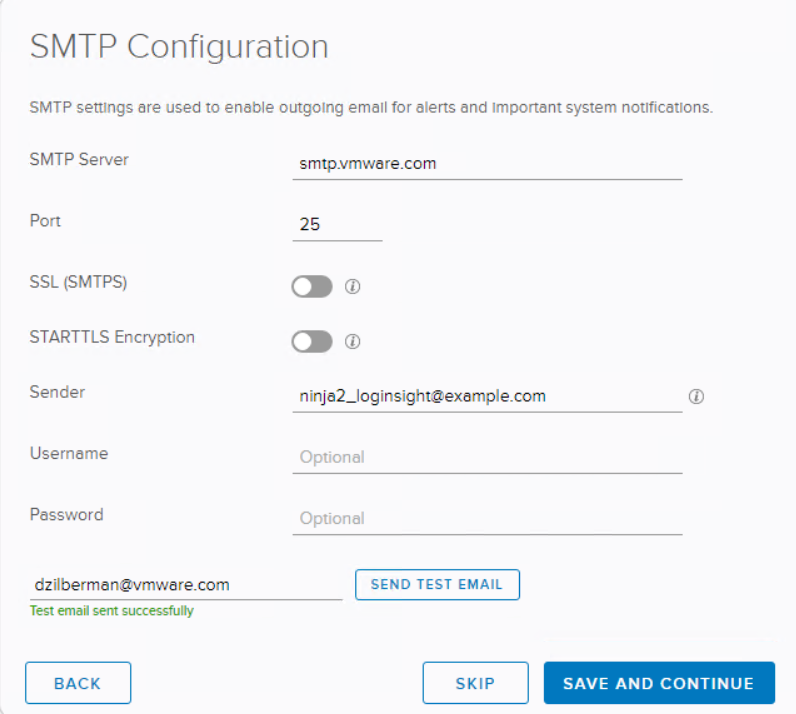 SMTP Configuration
SMTP settings are used to enable outgoing email for alerts and important system notifications.
SMTP Server
smtp.vmware.com
Port
25
SSL (SMTPS)
STARTTLS Encryption
Sender
ninja2_loginsight@example.com
Username
Optional
Password
Optional
dzilberman@vmware.com
SEND TEST EMAIL
Test email sent successfully
BACK
SKIP
SAVE AND CONTINUE